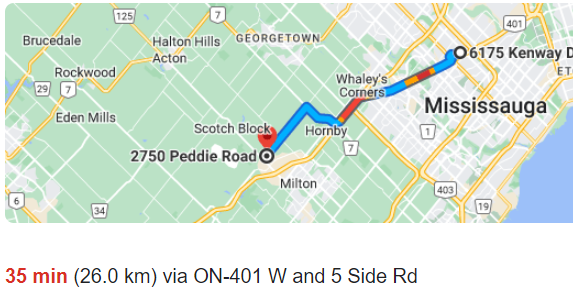 125
7
401
Brucedale
Halton Hills
GEORGETOWN
Acton
6175 Kenway D
Rockwood
ET
29
7
Whaley's
Corners
Mississauga
Eden Mills
Scotch Block
Hornby
1
2750 Peddie Road
7
Milton
403
6
34
19
35 min (26.0 km) via ON-401 W and 5 Side Rd